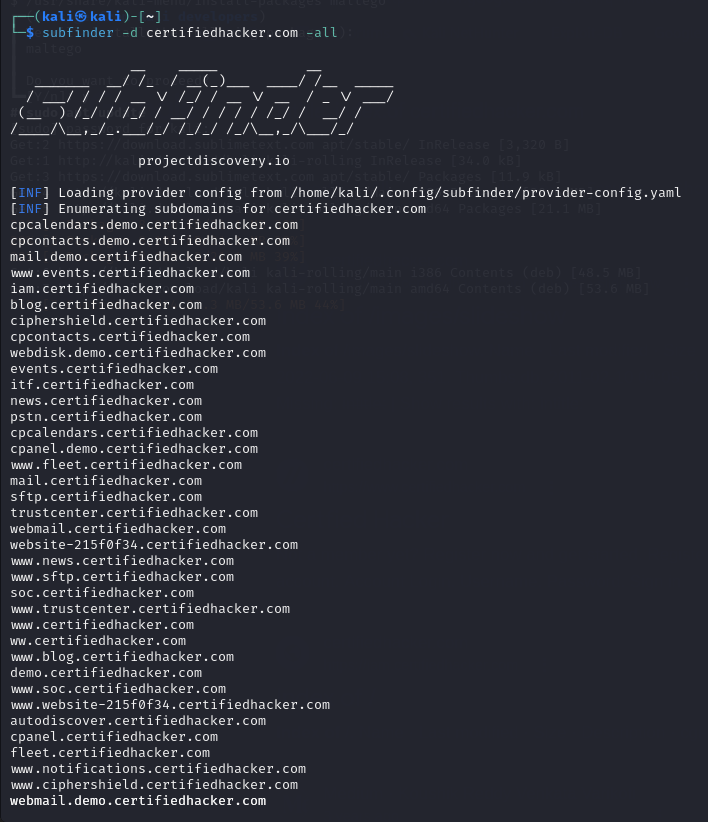 ┌──(kali㉿kali)-[~]
└─$ subfinder -d certifiedhacker.com -all
subfinder
projectdiscovery.io
[INF] Loading provider config from /home/kali/.config/subfinder/provider-config.yaml
[INF] Enumerating subdomains for certifiedhacker.com
cpcalendars.demo.certifiedhacker.com
cpcontacts.demo.certifiedhacker.com
mail.demo.certifiedhacker.com
www.events.certifiedhacker.com
iam.certifiedhacker.com
blog.certifiedhacker.com
ciphershield.certifiedhacker.com
cpcontacts.certifiedhacker.com
webdisk.demo.certifiedhacker.com
events.certifiedhacker.com
itf.certifiedhacker.com
news.certifiedhacker.com
pstn.certifiedhacker.com
cpcalendars.certifiedhacker.com
cpanel.demo.certifiedhacker.com
www.fleet.certifiedhacker.com
mail.certifiedhacker.com
sftp.certifiedhacker.com
trustcenter.certifiedhacker.com
webmail.certifiedhacker.com
website-215f0f34.certifiedhacker.com
www.news.certifiedhacker.com
www.sftp.certifiedhacker.com
soc.certifiedhacker.com
www.trustcenter.certifiedhacker.com
www.certifiedhacker.com
ww.certifiedhacker.com
www.blog.certifiedhacker.com
demo.certifiedhacker.com
www.soc.certifiedhacker.com
www.website-215f0f34.certifiedhacker.com
autodiscover.certifiedhacker.com
cpanel.certifiedhacker.com
fleet.certifiedhacker.com
www.notifications.certifiedhacker.com
www.ciphershield.certifiedhacker.com
webmail.demo.certifiedhacker.com